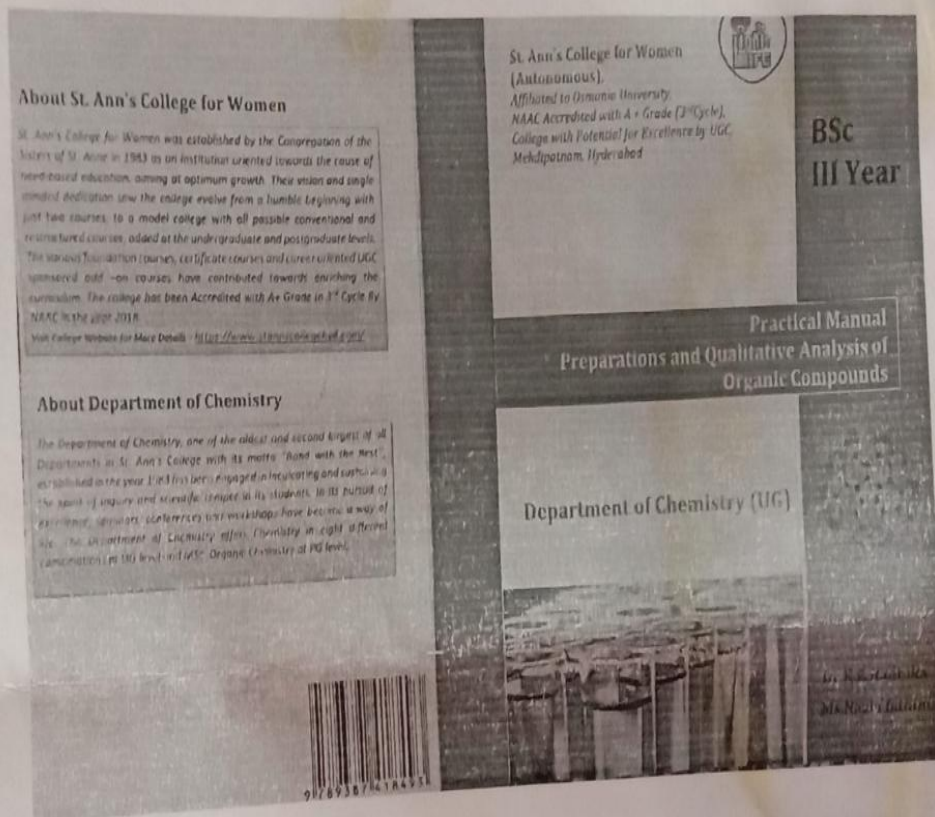 About St. Ann's College for Women
St. Ann's College for Women was established by the Congregation of the
Sisters of St. Anne in 1983 as an institution oriented towards the cause of
need-based education, aiming at optimum growth. Their vision and single
minded dedication saw the college evolve from a humble beginning with
just two courses, to a model college with all possible conventional and
restructured courses, added at the undergraduate and postgraduate levels.
The various foundation courses, certificate courses and career oriented UGC
sponsored add -on courses have contributed towards enriching the
curriculum. The college has been Accredited with A+ Grade in 3rd Cycle By
NAAC in the year 2018.
Visit College Website for More Details :
About Department of Chemistry
The Department of Chemistry, one of the oldest and second largest of all
Departments in St. Ann's College with its motto "Bond with the Best",
established in the year has been engaged in inculcating and
the spirit of inquiry and scientific temper in its students. In its pursuit of
excellence, seminars, conferences and workshops have become a way of
life. The Department of Chemistry offers Chemistry in eight different
combinations at UG level and MSc. Organic Chemistry at PG level.
St. Ann's College for Women
(Autonomous),
Affiliated to Osmania University
NAAC Accredited with A + Grade (3rd Cycle),
College with Potential for Excellence by UGC
Mehdipatnam, Hyderabad
BSc
III Year
Practical Manual
Preparations and Qualitative Analysis of
Organic Compounds
Department of Chemistry (UG)